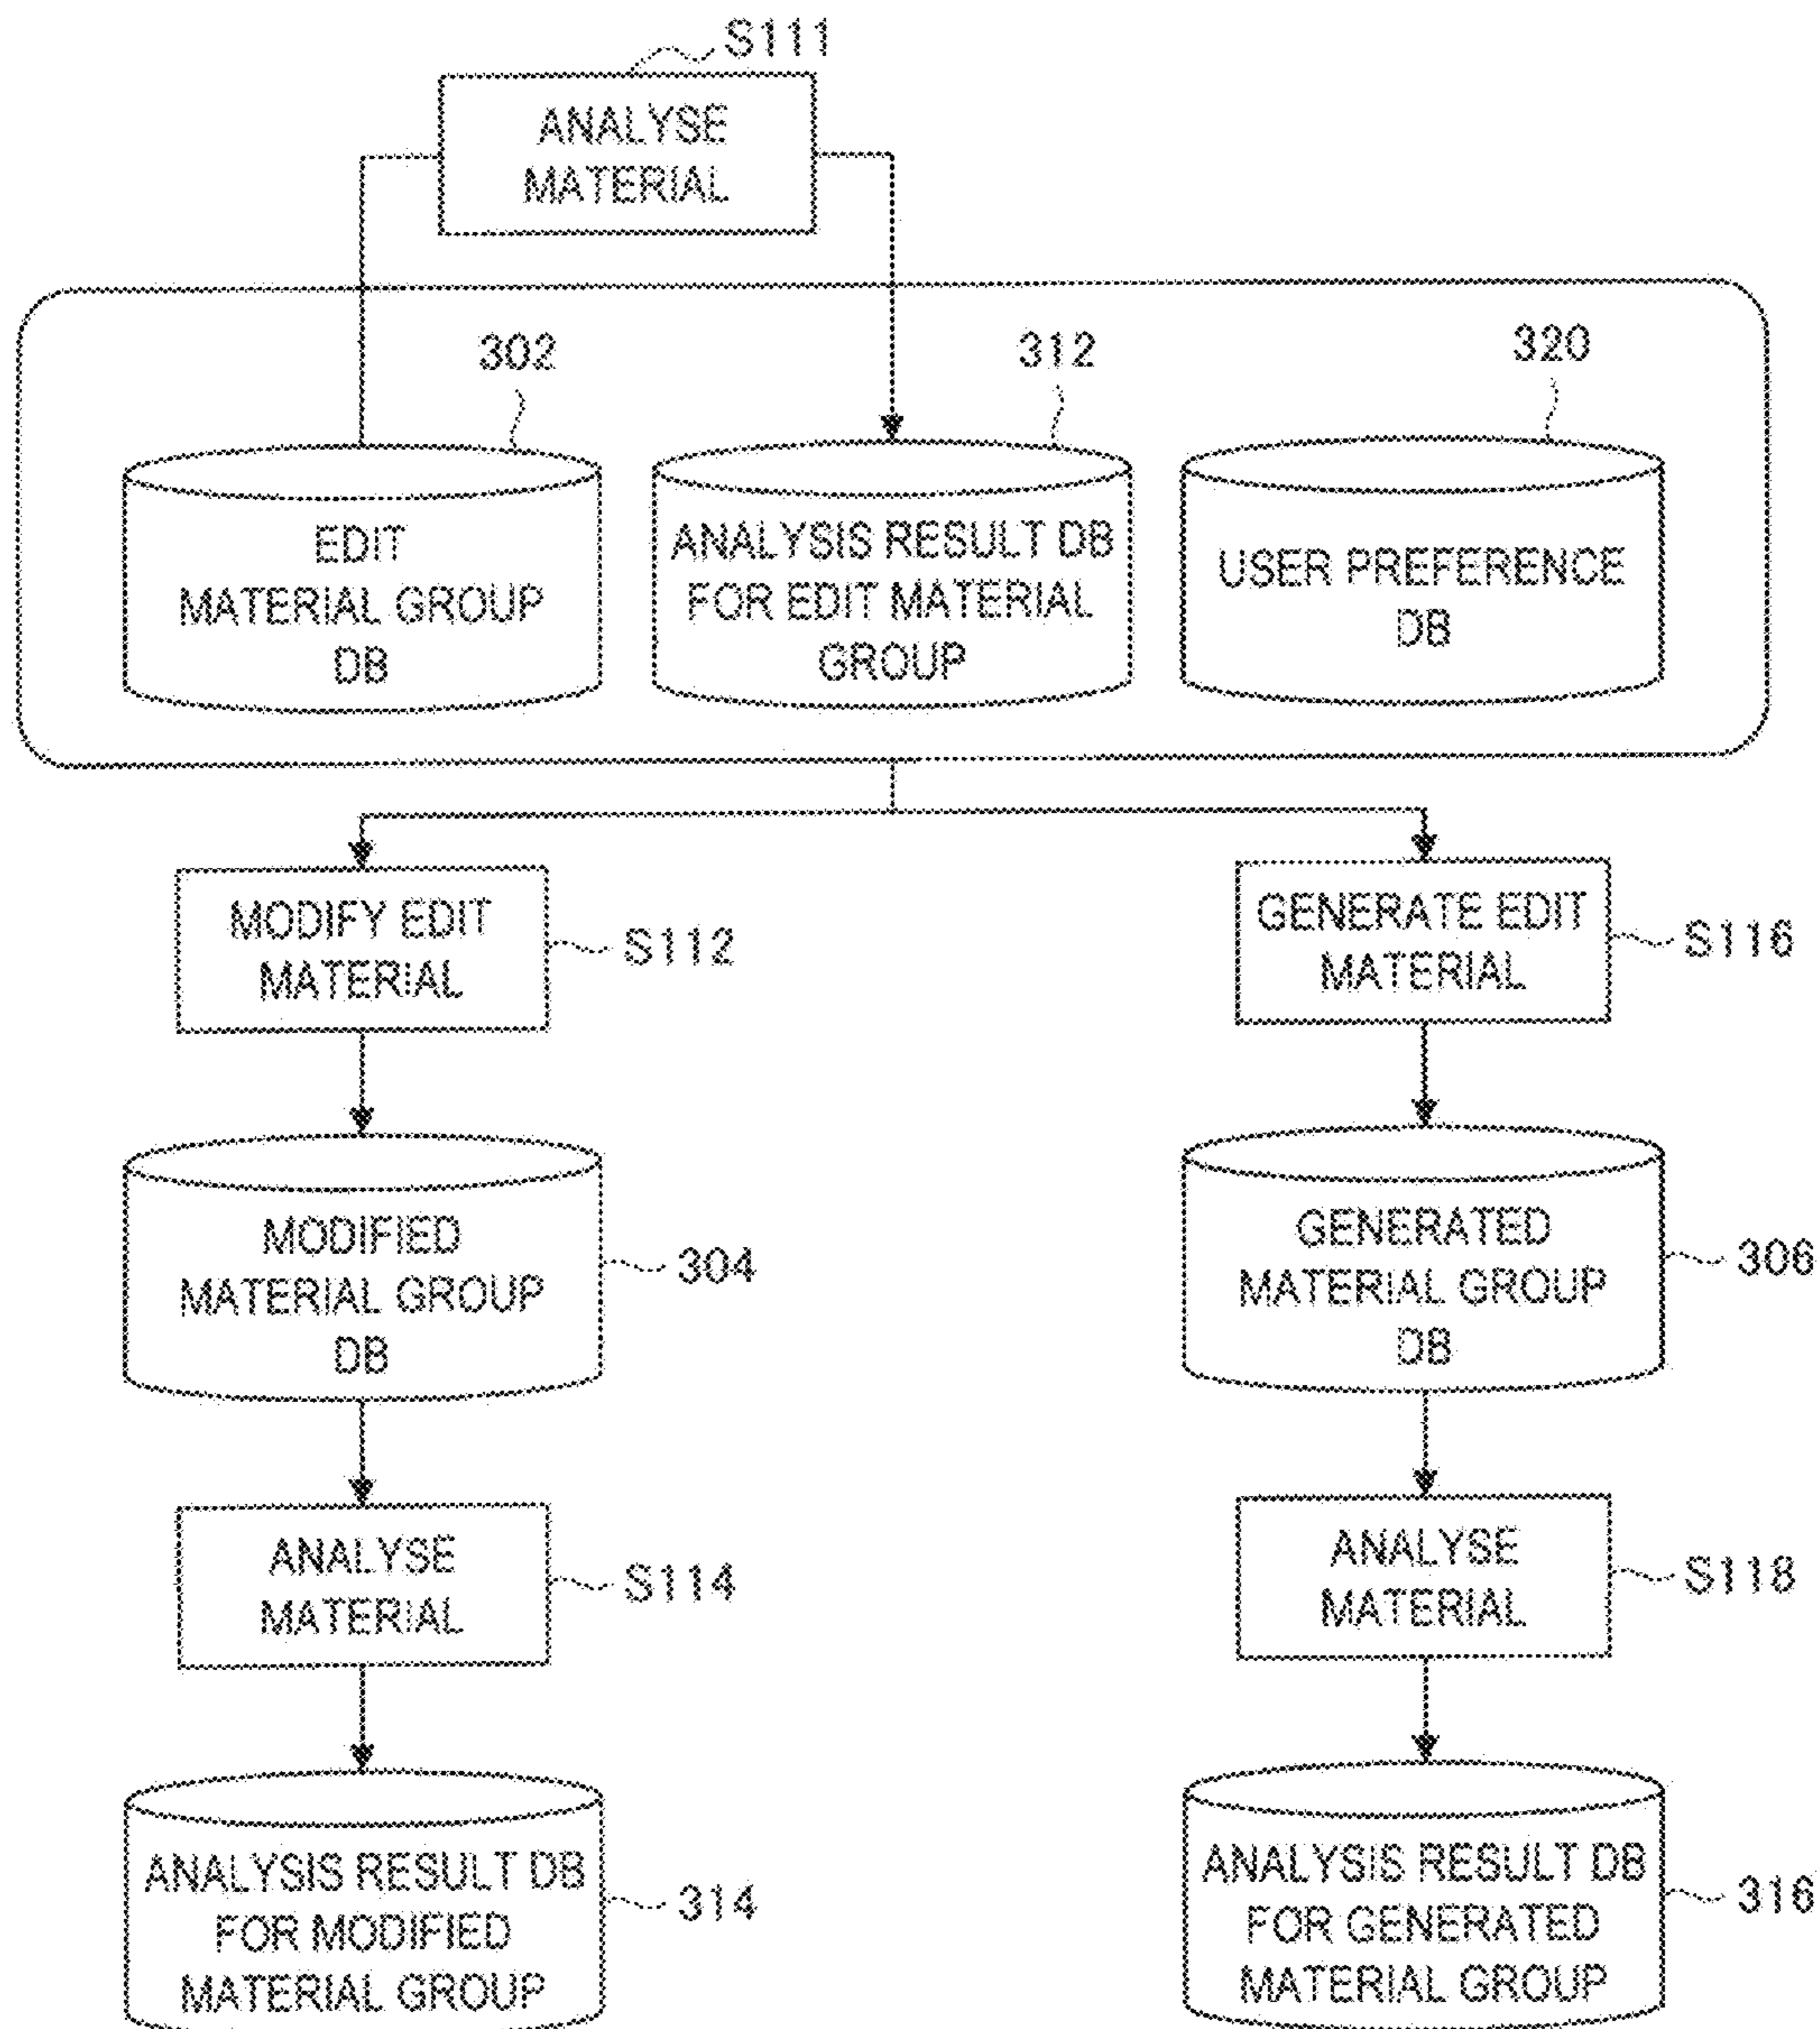 S111
ANALYSE
MATERIAL
302
312
320
EDIT
MATERIAL GROUP
DB
ANALYSIS RESULT DB
FOR EDIT MATERIAL
GROUP
USER PREFERENCE
DB
MODIFY EDIT
MATERIAL
S112
GENERATE EDIT
MATERIAL
S116
MODIFIED
MATERIAL GROUP
DB
304
GENERATED
MATERIAL GROUP
DB
306
ANALYSE
MATERIAL
S114
ANALYSE
MATERIAL
S118
ANALYSIS RESULT DB
FOR MODIFIED
MATERIAL GROUP
314
ANALYSIS RESULT DB
FOR GENERATED
MATERIAL GROUP
316